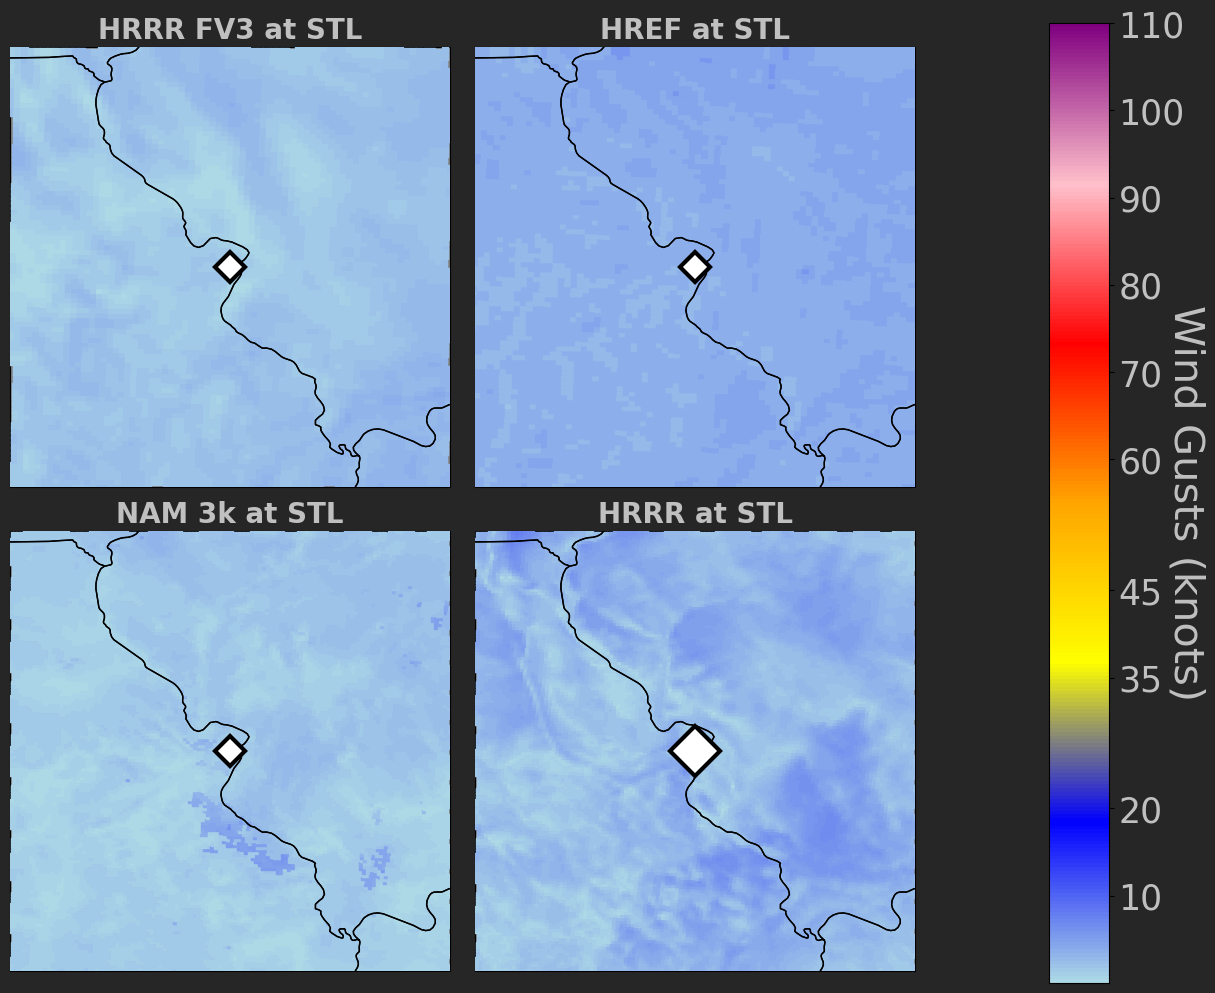 HRRR FV3 at STL
HREF at STL
NAM 3k at STL
HRRR at STL
110
100
90
80
70
60
45
35
20
10
Wind Gusts (knots)